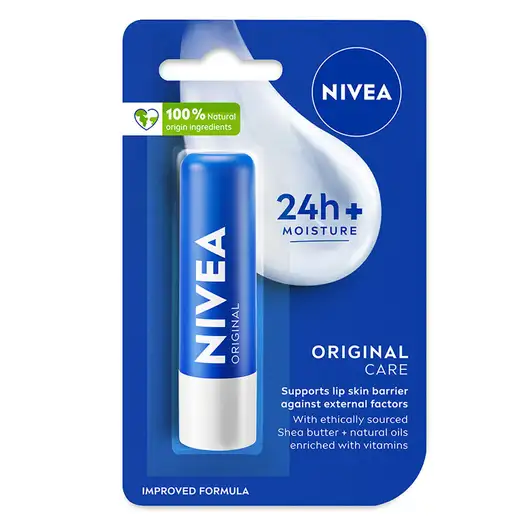 NIVEA
100% Natural
origin ingredients
24h+
MOISTURE
NIVEA
ORIGINAL
ORIGINAL
CARE
Supports lip skin barrier
against external factors
With ethically sourced
Shea butter + natural oils
enriched with vitamins
IMPROVED FORMULA